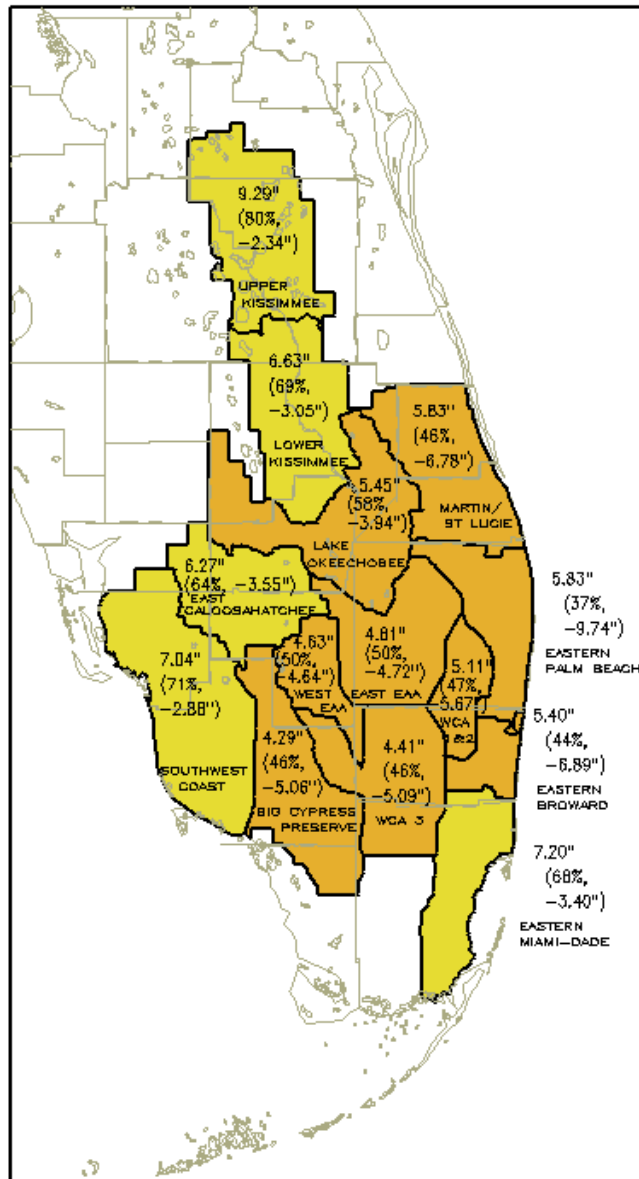 9.29"
(80%,
-2.34")
UPPER
KISSIMMEE
6.63"
(69%,
-3.05")
LOWER
KISSIMMEE
5.83"
(46%,
-6.78")
MARTIN/
ST LUCIE
5.45"
(58%,
-3.94")
LAKE
OKEECHOBEE
6.27"
(64%, -3.55")
EAST
CALOOSAHATCHEE
5.83"
(37%,
-9.74")
EASTERN
PALM BEACH
7.04"
(71%,
-2.88")
SOUTHWEST
COAST
4.63"
(50%,
-4.64")
WEST
EAA
4.81"
(50%,
-4.72")
EAST EAA
5.11"
(47%,
-5.67")
WCA
1&2
5.40"
(44%,
-6.89")
EASTERN
BROWARD
4.29"
(46%,
-5.06")
BIG CYPRESS
PRESERVE
4.41"
(46%,
-5.09")
WCA 3
7.20"
(68%,
-3.40")
EASTERN
MIAMI-DADE